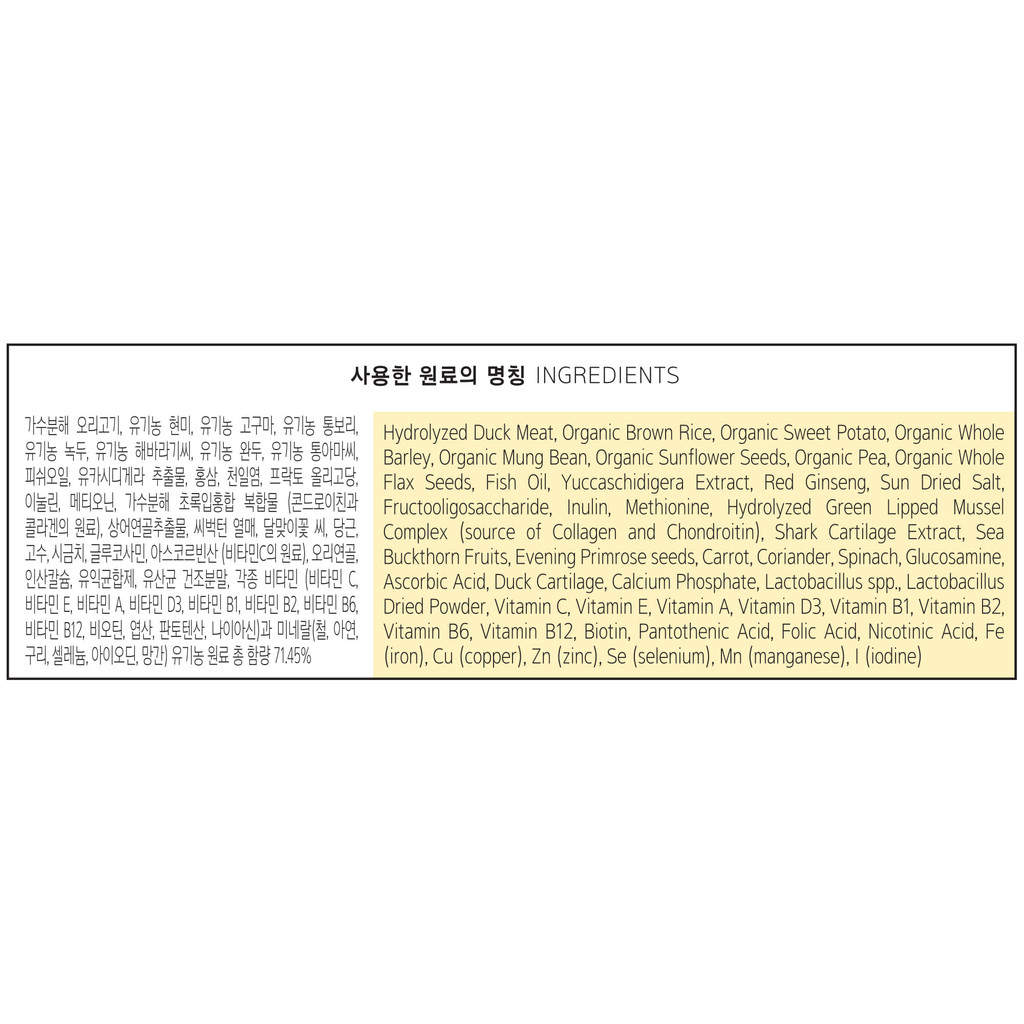 사용한 원료의 명칭 INGREDIENTS
가수분해 오리고기, 유기농 현미, 유기농 고구마, 유기농 통보리,
유기농 녹두, 유기농 해바라기씨, 유기농 완두, 유기농 통아마씨,
피쉬오일, 유카시디게라 추출물, 홍삼, 천일염, 프락토 올리고당,
이눌린, 메티오닌, 가수분해 초록입홍합 복합물 (콘드로이친과
콜라겐의 원료), 상어연골추출물, 씨벅턴 열매, 달맞이꽃 씨, 당근,
고수, 시금치, 글루코사민, 아스코르빈산 (비타민C의 원료), 오리연골,
인산칼슘, 유익균합제, 유산균 건조분말, 각종 비타민 (비타민 C,
비타민 E, 비타민 A, 비타민 D3, 비타민 B1, 비타민 B2, 비타민 B6,
비타민 B12, 비오틴, 엽산, 판토텐산, 나이아신)과 미네랄(철, 아연,
구리, 셀레늄, 아이오딘, 망간) 유기농 원료 총 함량 71.45%
Hydrolyzed Duck Meat, Organic Brown Rice, Organic Sweet Potato, Organic Whole
Barley, Organic Mung Bean, Organic Sunflower Seeds, Organic Pea, Organic Whole
Flax Seeds, Fish Oil, Yuccaschidigera Extract, Red Ginseng, Sun Dried Salt,
Fructooligosaccharide, Inulin, Methionine, Hydrolyzed Green Lipped Mussel
Complex (source of Collagen and Chondroitin), Shark Cartilage Extract, Sea
Buckthorn Fruits, Evening Primrose seeds, Carrot, Coriander, Spinach, Glucosamine,
Ascorbic Acid, Duck Cartilage, Calcium Phosphate, Lactobacillus spp., Lactobacillus
Dried Powder, Vitamin C, Vitamin E, Vitamin A, Vitamin D3, Vitamin B1, Vitamin B2,
Vitamin B6, Vitamin B12, Biotin, Pantothenic Acid, Folic Acid, Nicotinic Acid, Fe
(iron), Cu (copper), Zn (zinc), Se (selenium), Mn (manganese), I (iodine)